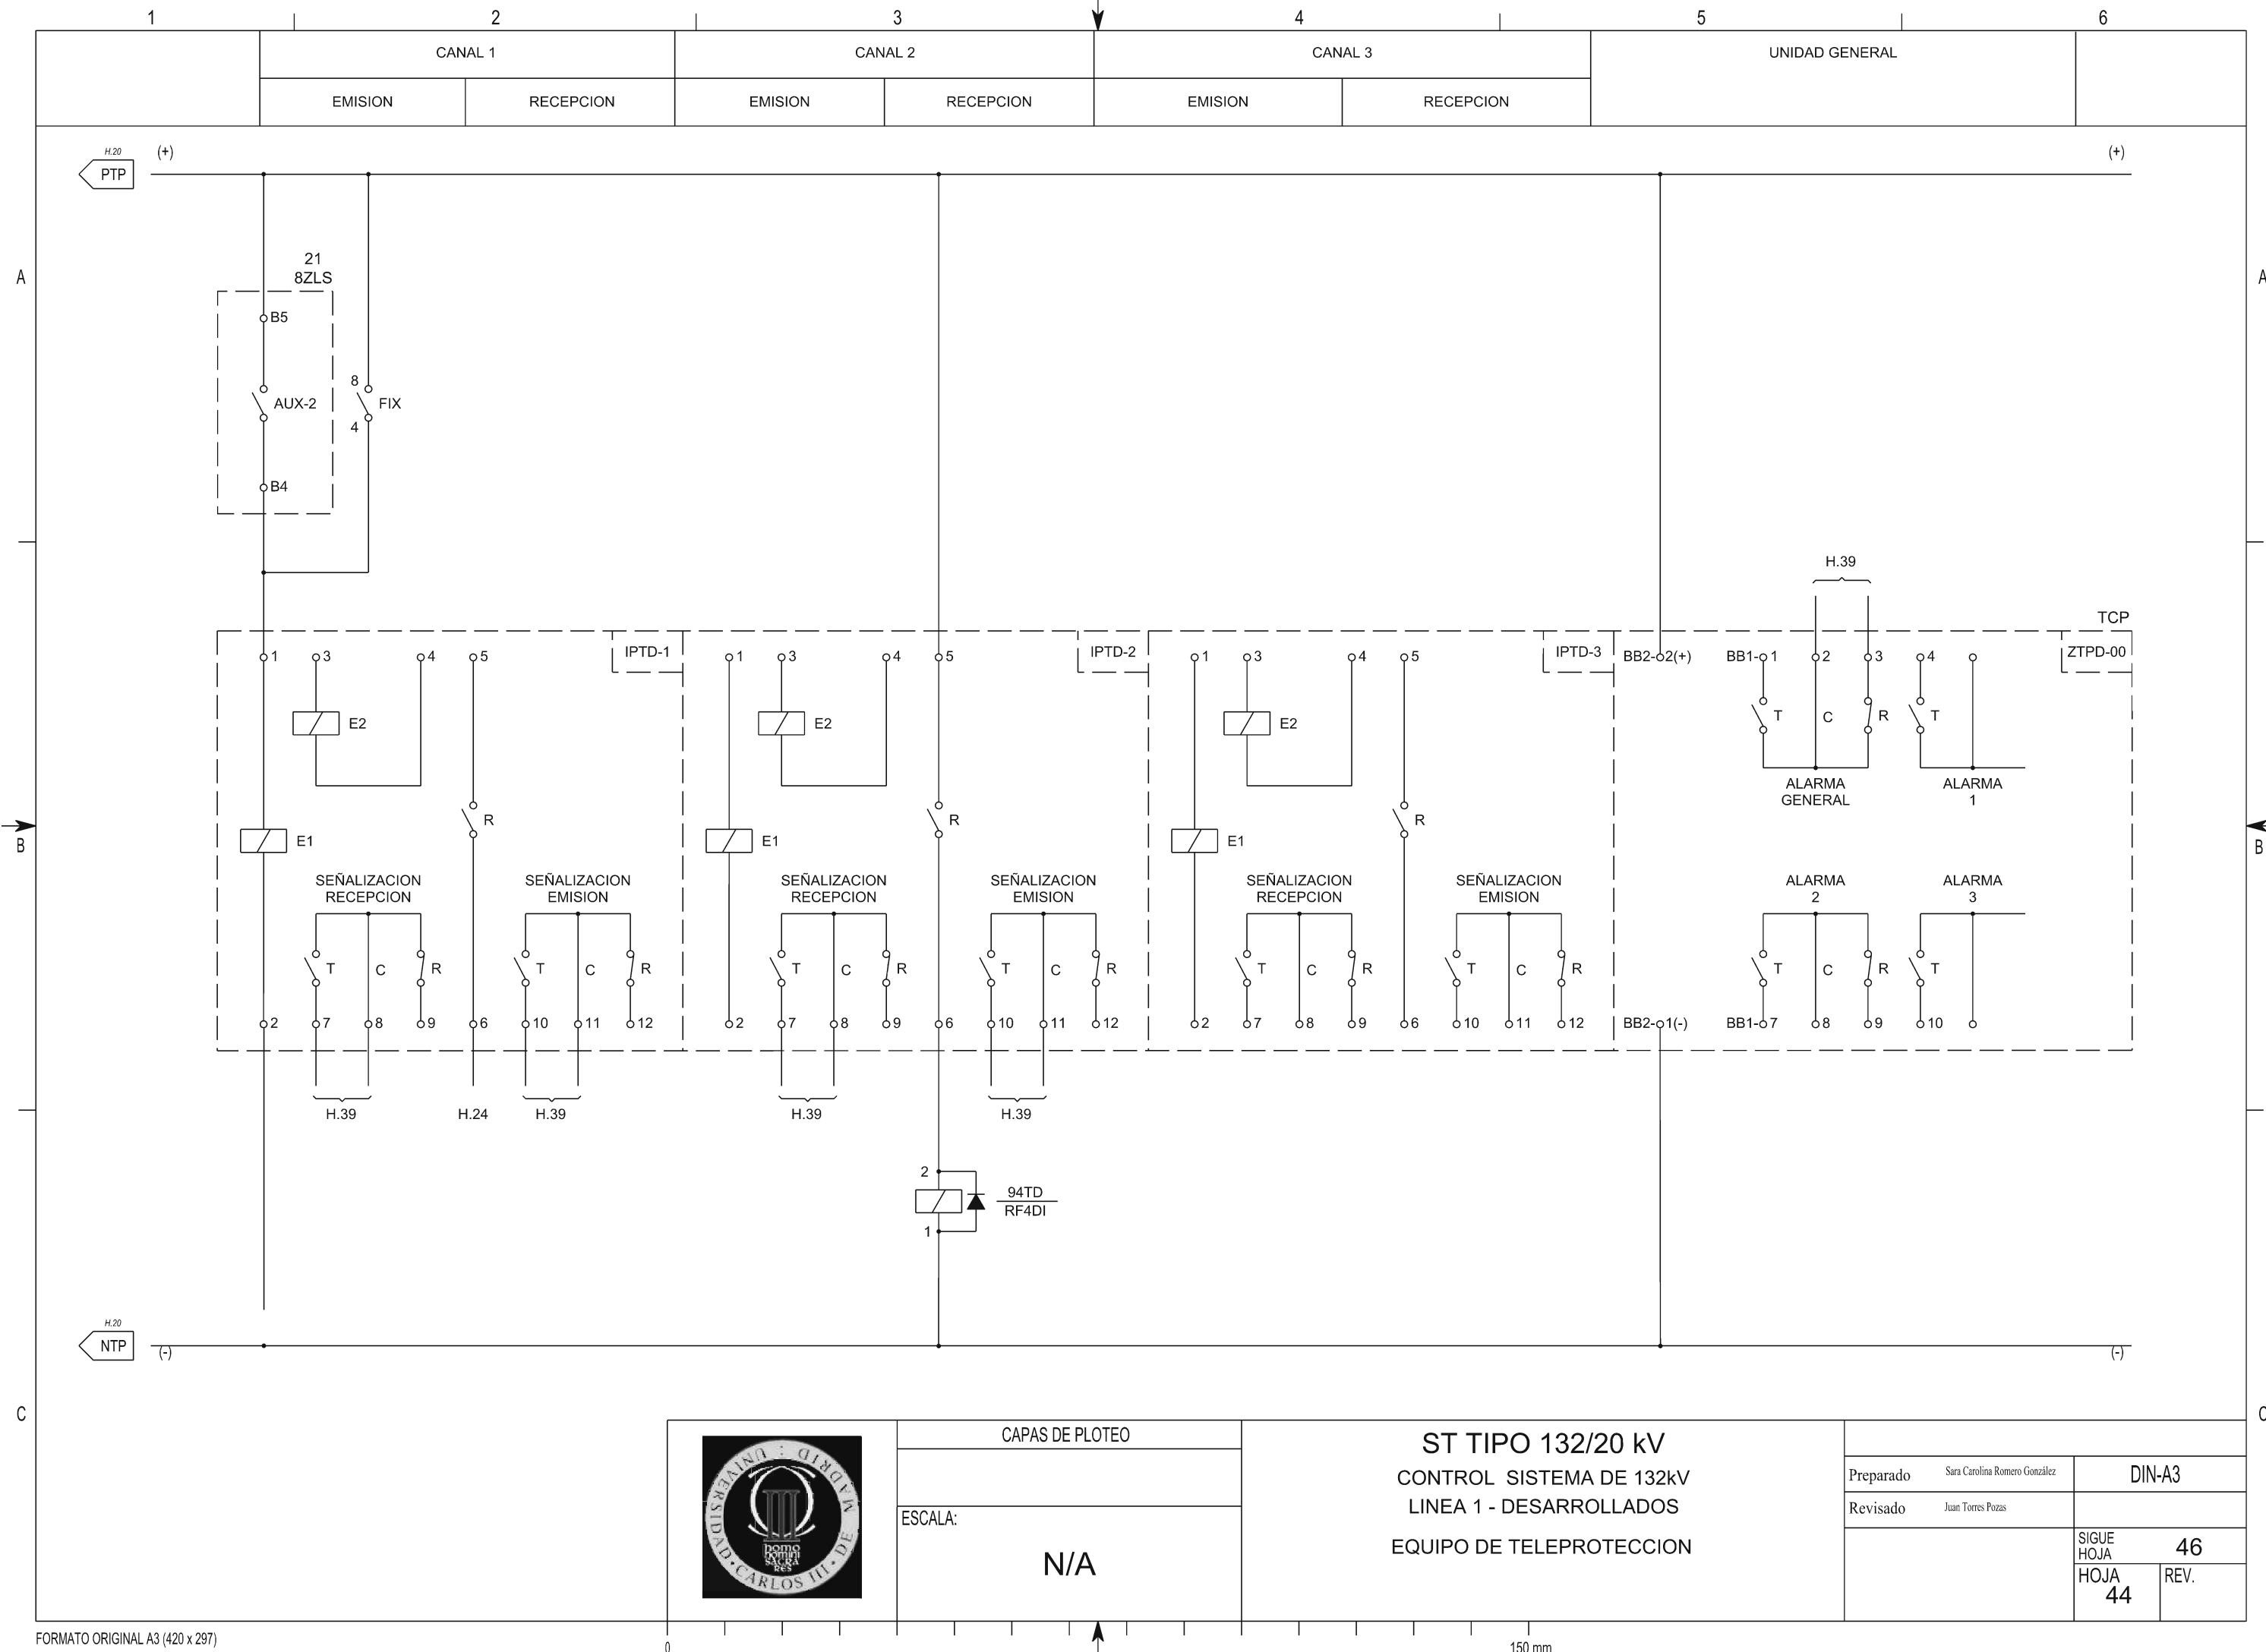 1 2 3 4 5 6
CANAL 1 CANAL 2 CANAL 3 UNIDAD GENERAL
EMISION RECEPCION EMISION RECEPCION EMISION RECEPCION
H.20
PTP (+) (+)
21
8ZLS
A A
B5
8
AUX-2 FIX
4
B4
H.39
TCP
1 3 4 5 IPTD-1 1 3 4 5 IPTD-2 1 3 4 5 IPTD-3 BB2- 2(+) BB1- 1 2 3 4 ZTPD-00
E2 E2 E2 T C R T
ALARMA GENERAL
ALARMA 1
R R R
E1 E1 E1
B B
SEÑALIZACION RECEPCION
SEÑALIZACION EMISION
SEÑALIZACION RECEPCION
SEÑALIZACION EMISION
SEÑALIZACION RECEPCION
SEÑALIZACION EMISION
ALARMA 2
ALARMA 3
T C R T C R T C R T C R T C R T C R T C R T
2 7 8 9 6 10 11 12 2 7 8 9 6 10 11 12 2 7 8 9 6 10 11 12 BB2- 1(-) BB1- 7 8 9 10
H.39 H.24 H.39 H.39 H.39
2
94TD
RF4DI
1
H.20
NTP (-) (-)
C C
UNIVERSIDAD · CARLOS III · DE MADRID
homo homini sacra res
CAPAS DE PLOTEO
ESCALA:
N/A
ST TIPO 132/20 kV
CONTROL SISTEMA DE 132kV
LINEA 1 - DESARROLLADOS
EQUIPO DE TELEPROTECCION
Preparado Sara Carolina Romero González DIN-A3
Revisado Juan Torres Pozas
SIGUE HOJA 46
HOJA 44 REV.
FORMATO ORIGINAL A3 (420 x 297)
0 150 mm